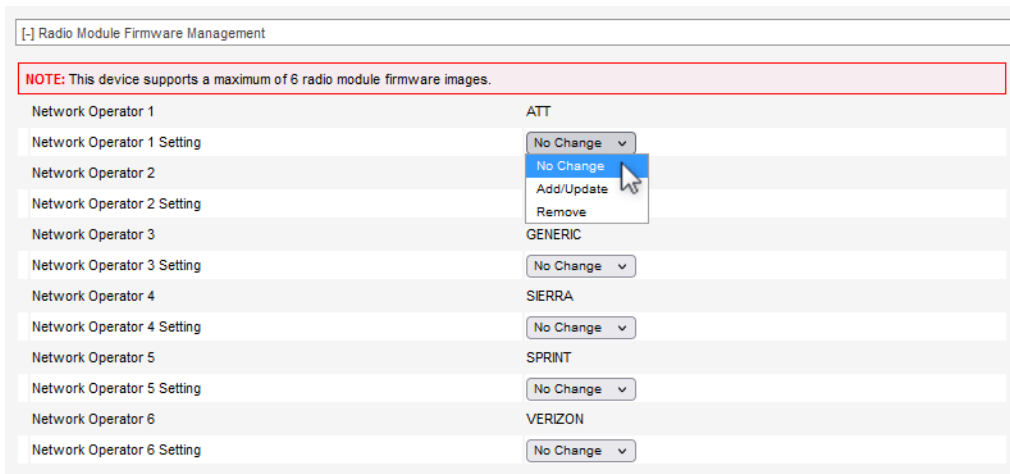 [-] Radio Module Firmware Management
NOTE: This device supports a maximum of 6 radio module firmware images.
Network Operator 1 ATT
Network Operator 1 Setting No Change
No Change
Add/Update
Remove
Network Operator 2
Network Operator 2 Setting
Network Operator 3 GENERIC
Network Operator 3 Setting No Change
Network Operator 4 SIERRA
Network Operator 4 Setting No Change
Network Operator 5 SPRINT
Network Operator 5 Setting No Change
Network Operator 6 VERIZON
Network Operator 6 Setting No Change